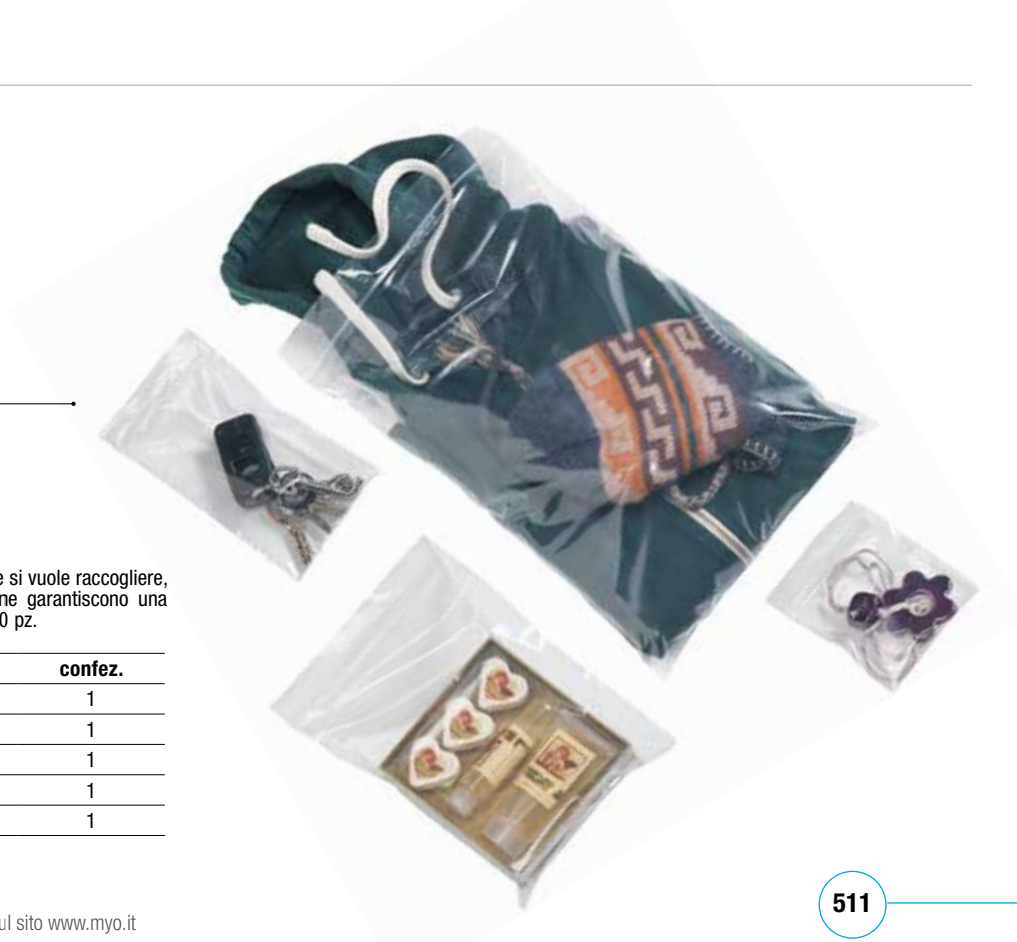 e si vuole raccogliere,
ne garantiscono una
0 pz.
confez.
1
1
1
1
1
ul sito www.myo.it
511